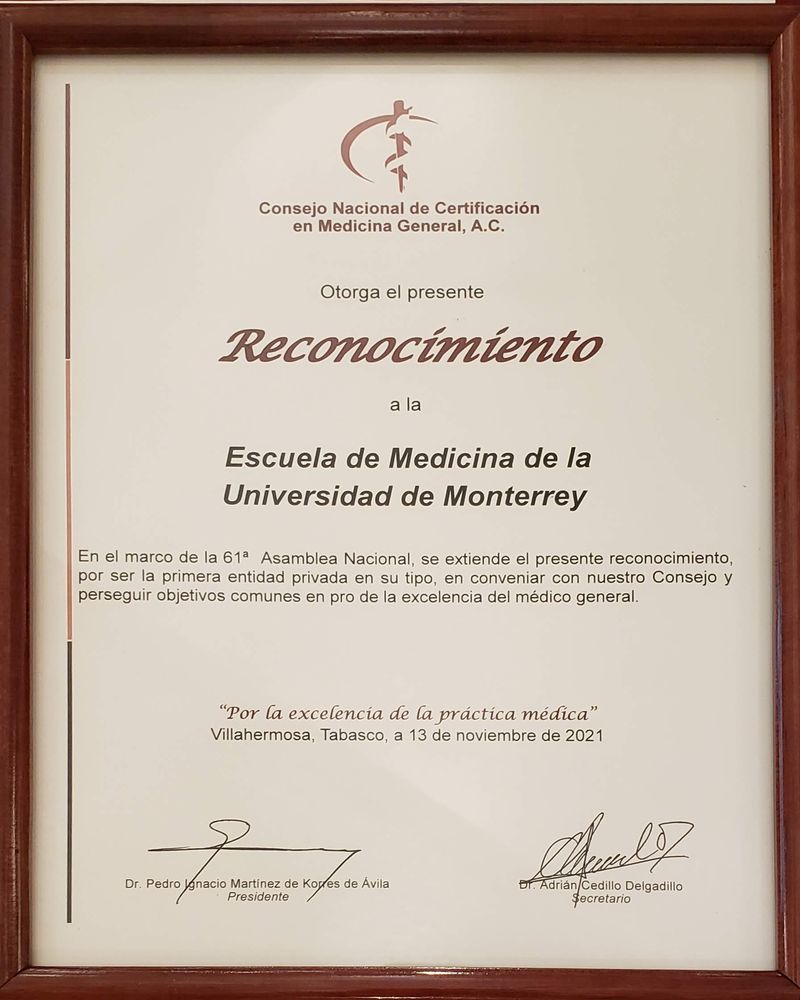 Consejo Nacional de Certificación
en Medicina General, A.C.
Otorga el presente
Reconocimiento
a la
Escuela de Medicina de la
Universidad de Monterrey
En el marco de la 61ª Asamblea Nacional, se extiende el presente reconocimiento,
por ser la primera entidad privada en su tipo, en conveniar con nuestro Consejo y
perseguir objetivos comunes en pro de la excelencia del médico general.
“Por la excelencia de la práctica médica”
Villahermosa, Tabasco, a 13 de noviembre de 2021
Dr. Pedro Ignacio Martínez de Korres de Ávila
Presidente
Dr. Adrián Cedillo Delgadillo
Secretario